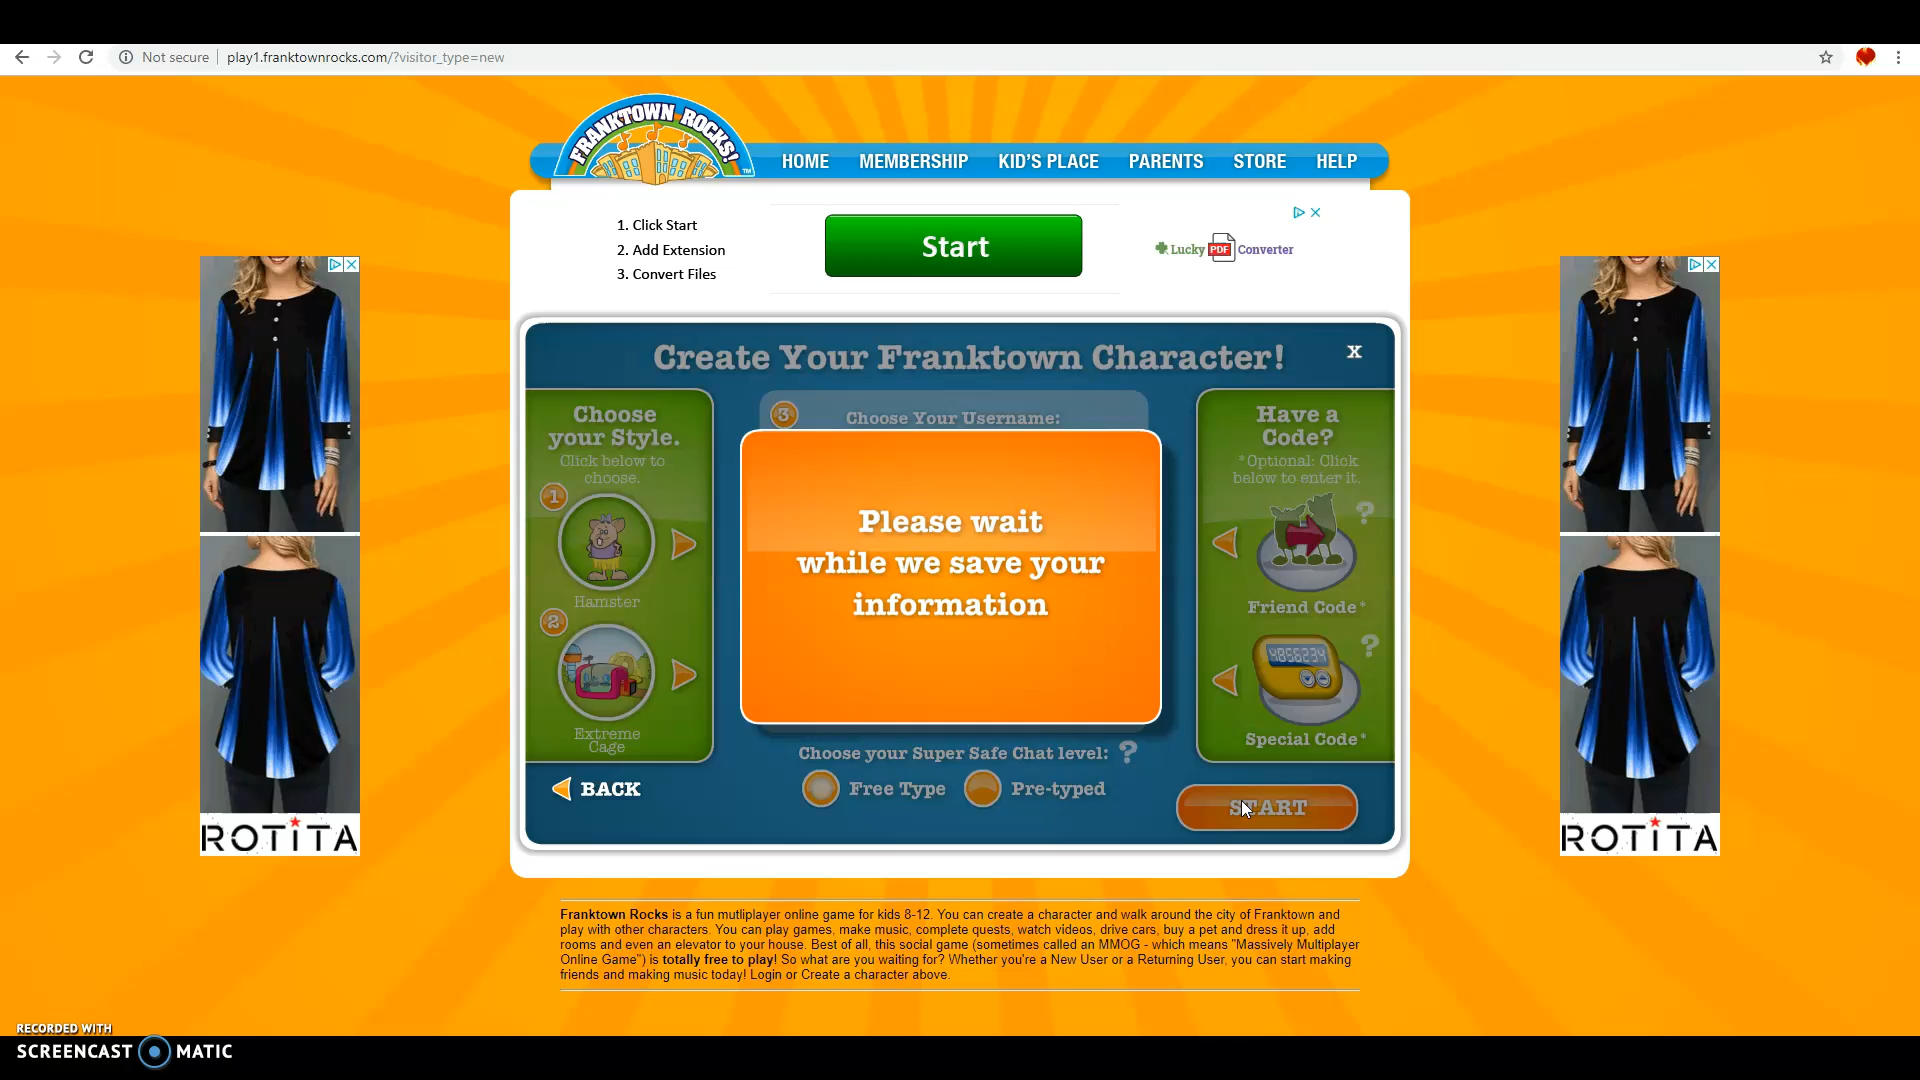 Not secure
play1.franktownrocks.com/?visitor_type=new
FRANKTOWN ROCKS!
TM
HOME
MEMBERSHIP
KID'S PLACE
PARENTS
STORE
HELP
1. Click Start
2. Add Extension
3. Convert Files
Start
Lucky PDF Converter
Create Your Franktown Character!
X
Choose
your Style.
Click below to
choose.
1
Hamster
2
Extreme
Cage
3
Choose Your Username:
Please wait
while we save your
information
Choose your Super Safe Chat level: ?
Free Type
Pre-typed
Have a
Code?
*Optional: Click
below to enter it.
?
Friend Code*
?
4856234
Special Code*
BACK
START
ROTITA
ROTITA
Franktown Rocks is a fun mutliplayer online game for kids 8-12. You can create a character and walk around the city of Franktown and
play with other characters. You can play games, make music, complete quests, watch videos, drive cars, buy a pet and dress it up, add
rooms and even an elevator to your house. Best of all, this social game (sometimes called an MMOG - which means "Massively Multiplayer
Online Game") is totally free to play! So what are you waiting for? Whether you're a New User or a Returning User, you can start making
friends and making music today! Login or Create a character above.
RECORDED WITH
SCREENCAST MATIC